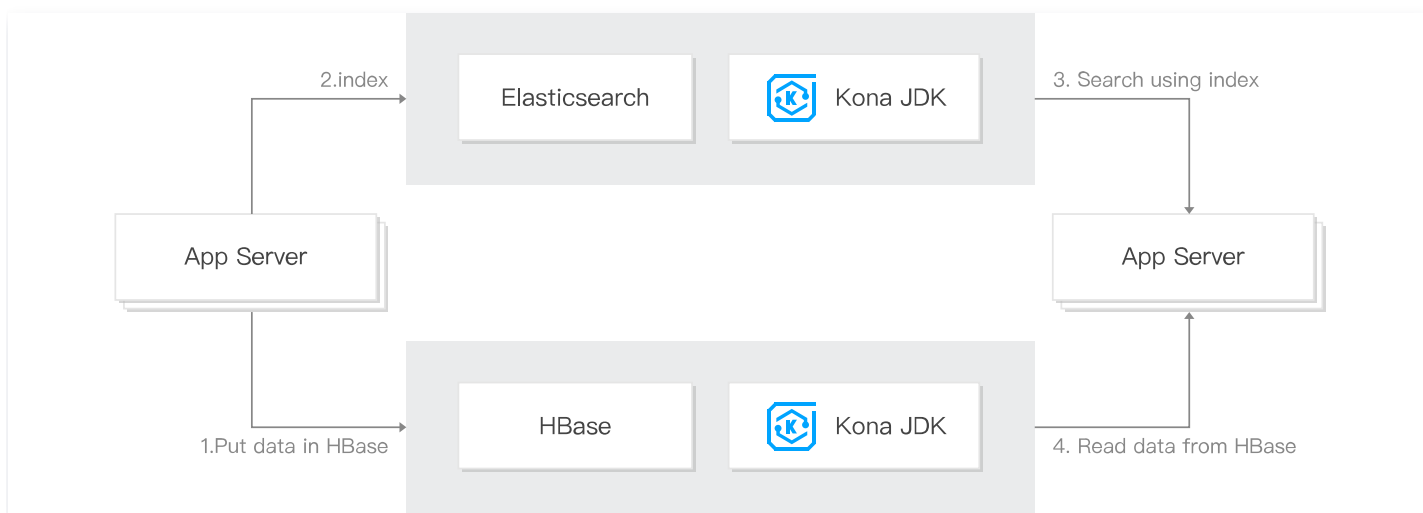 2.index
Elasticsearch
K
Kona JDK
3. Search using index
App Server
App Server
1.Put data in HBase
HBase
K
Kona JDK
4. Read data from HBase